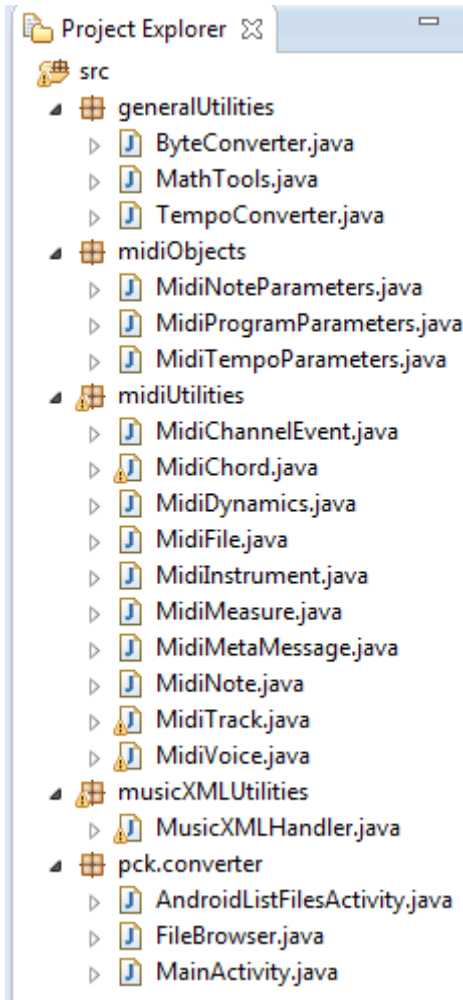 Project Explorer
src
generalUtilities
ByteConverter.java
MathTools.java
TempoConverter.java
midiObjects
MidiNoteParameters.java
MidiProgramParameters.java
MidiTempoParameters.java
midiUtilities
MidiChannelEvent.java
MidiChord.java
MidiDynamics.java
MidiFile.java
MidiInstrument.java
MidiMeasure.java
MidiMetaMessage.java
MidiNote.java
MidiTrack.java
MidiVoice.java
musicXMLUtilities
MusicXMLHandler.java
pck.converter
AndroidListFilesActivity.java
FileBrowser.java
MainActivity.java